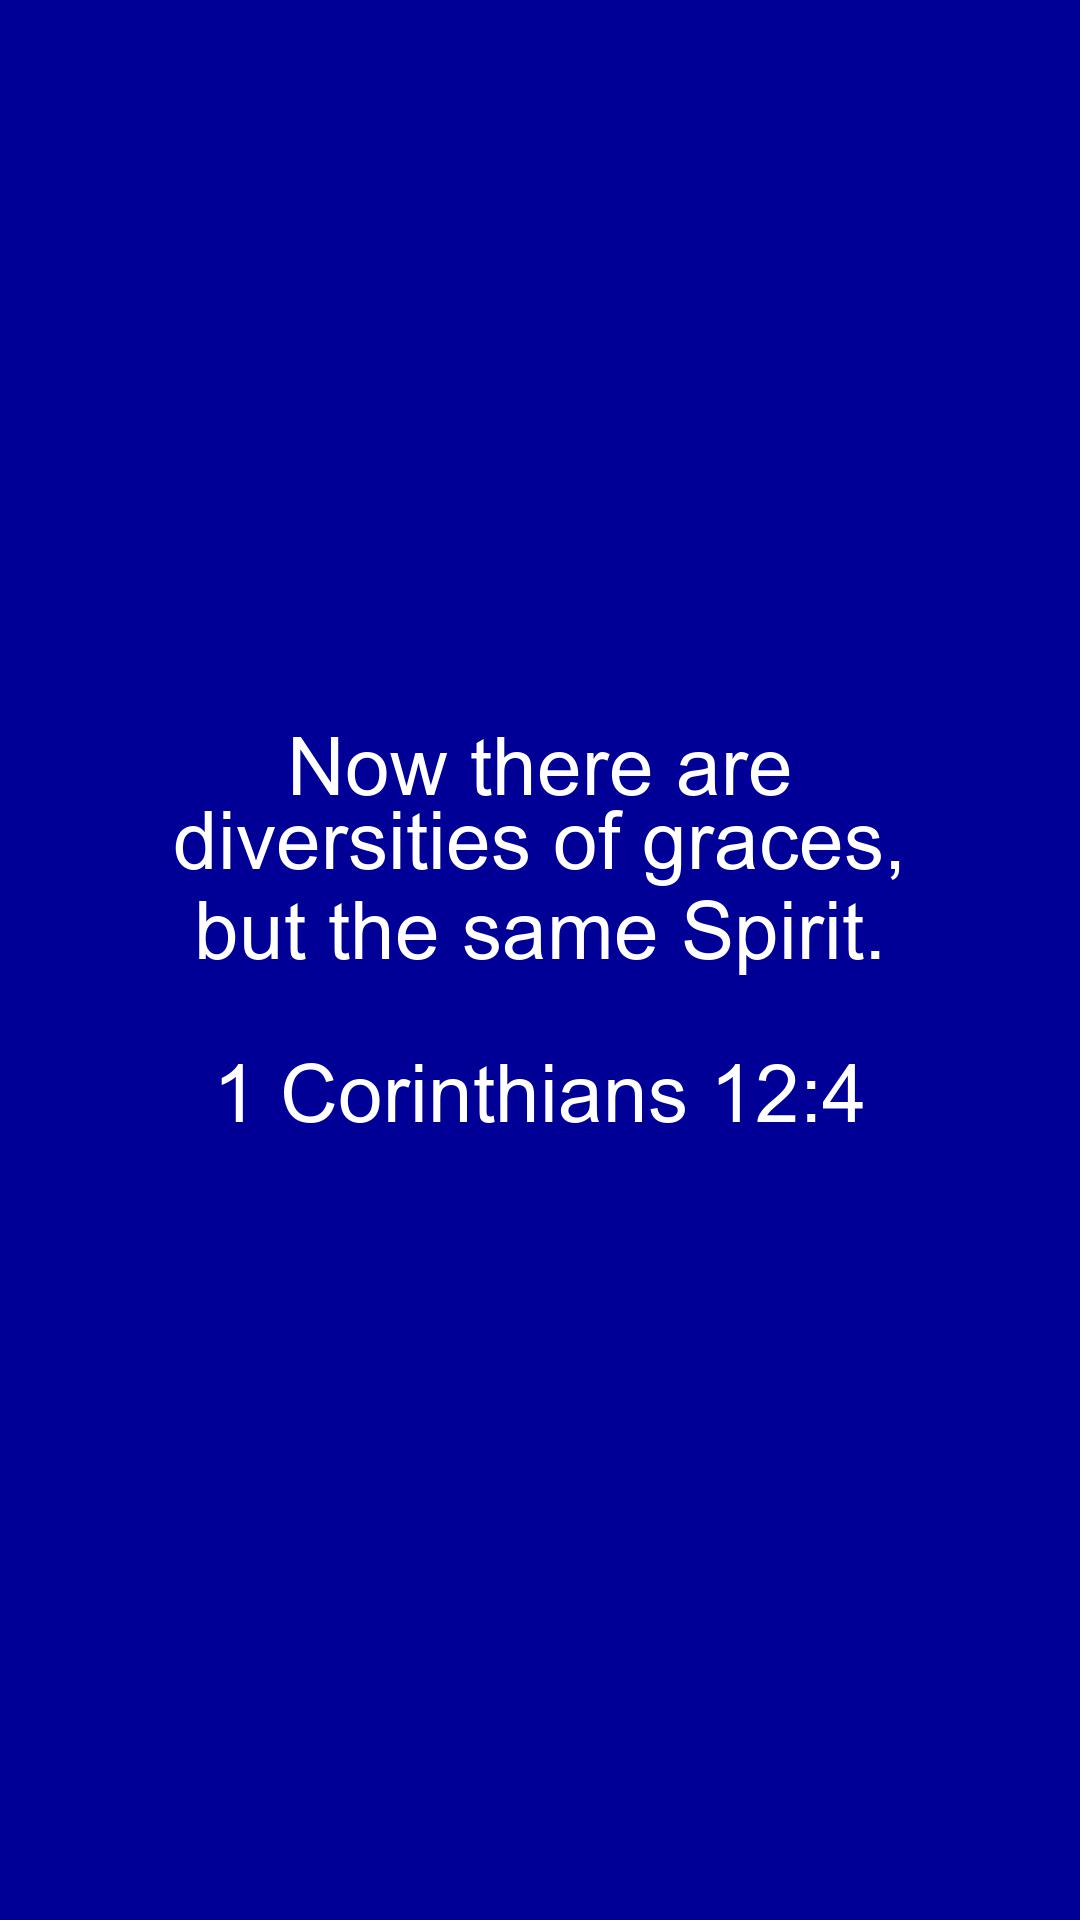 Now there are
diversities of graces,
but the same Spirit.
1 Corinthians 12:4